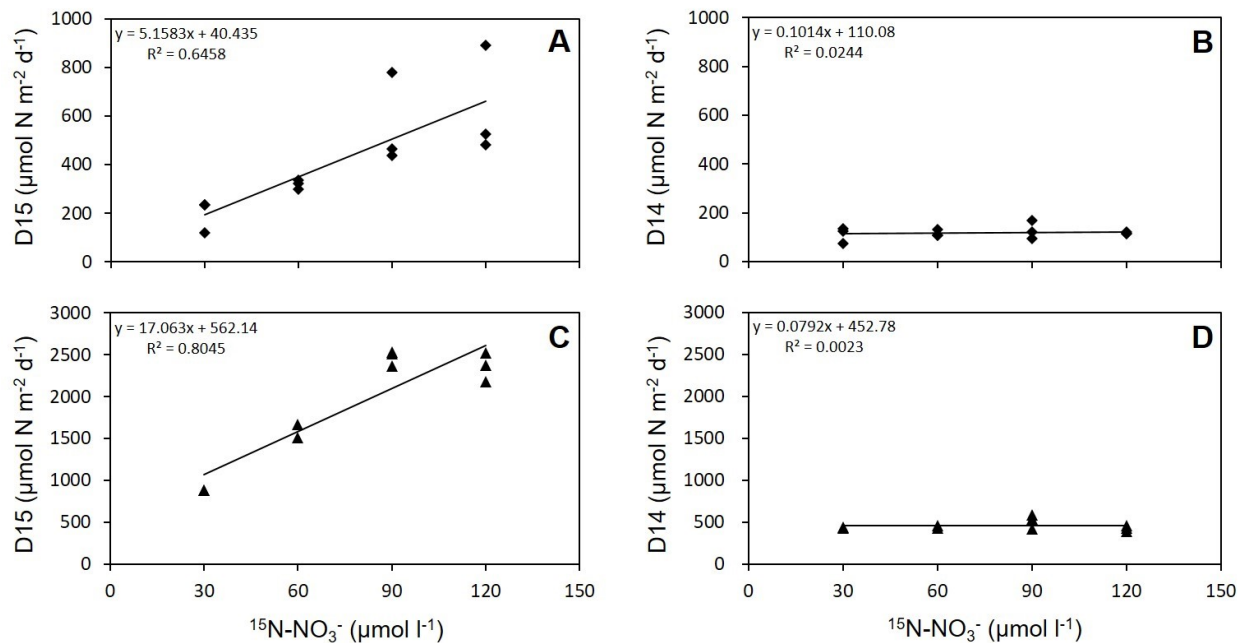 y = 5.1583x + 40.435
R² = 0.6458
A
1000
800
600
400
200
0
D15 (µmol N m⁻² d⁻¹)
y = 0.1014x + 110.08
R² = 0.0244
B
1000
800
600
400
200
0
D14 (µmol N m⁻² d⁻¹)
y = 17.063x + 562.14
R² = 0.8045
C
3000
2500
2000
1500
1000
500
0
D15 (µmol N m⁻² d⁻¹)
0 30 60 90 120 150
¹⁵N-NO₃⁻ (µmol l⁻¹)
y = 0.0792x + 452.78
R² = 0.0023
D
3000
2500
2000
1500
1000
500
0
D14 (µmol N m⁻² d⁻¹)
0 30 60 90 120 150
¹⁵N-NO₃⁻ (µmol l⁻¹)